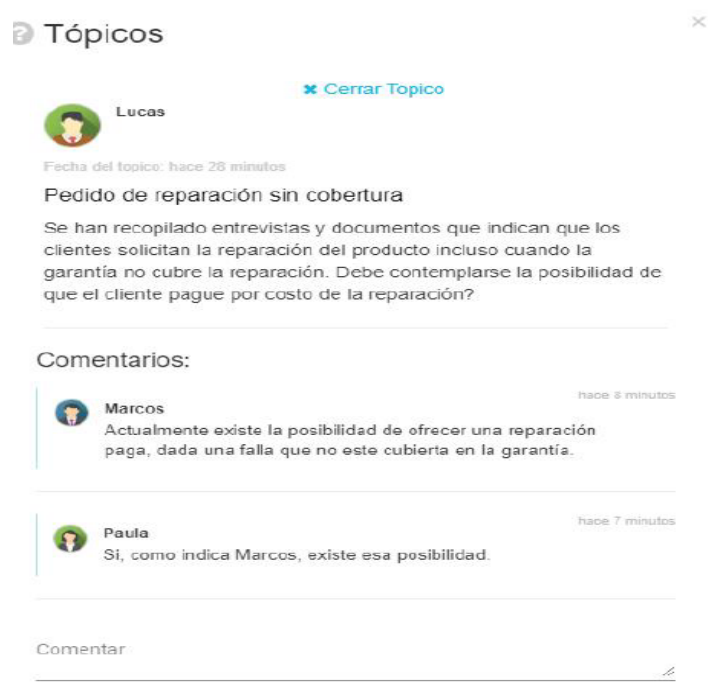 Tópicos
Cerrar Topico
Lucas
Fecha del topico: hace 28 minutos
Pedido de reparación sin cobertura
Se han recopilado entrevistas y documentos que indican que los
clientes solicitan la reparación del producto incluso cuando la
garantía no cubre la reparación. Debe contemplarse la posibilidad de
que el cliente pague por costo de la reparación?
Comentarios:
hace 8 minutos
Marcos
Actualmente existe la posibilidad de ofrecer una reparación
paga, dada una falla que no este cubierta en la garantía.
hace 7 minutos
Paula
Si, como indica Marcos, existe esa posibilidad.
Comentar